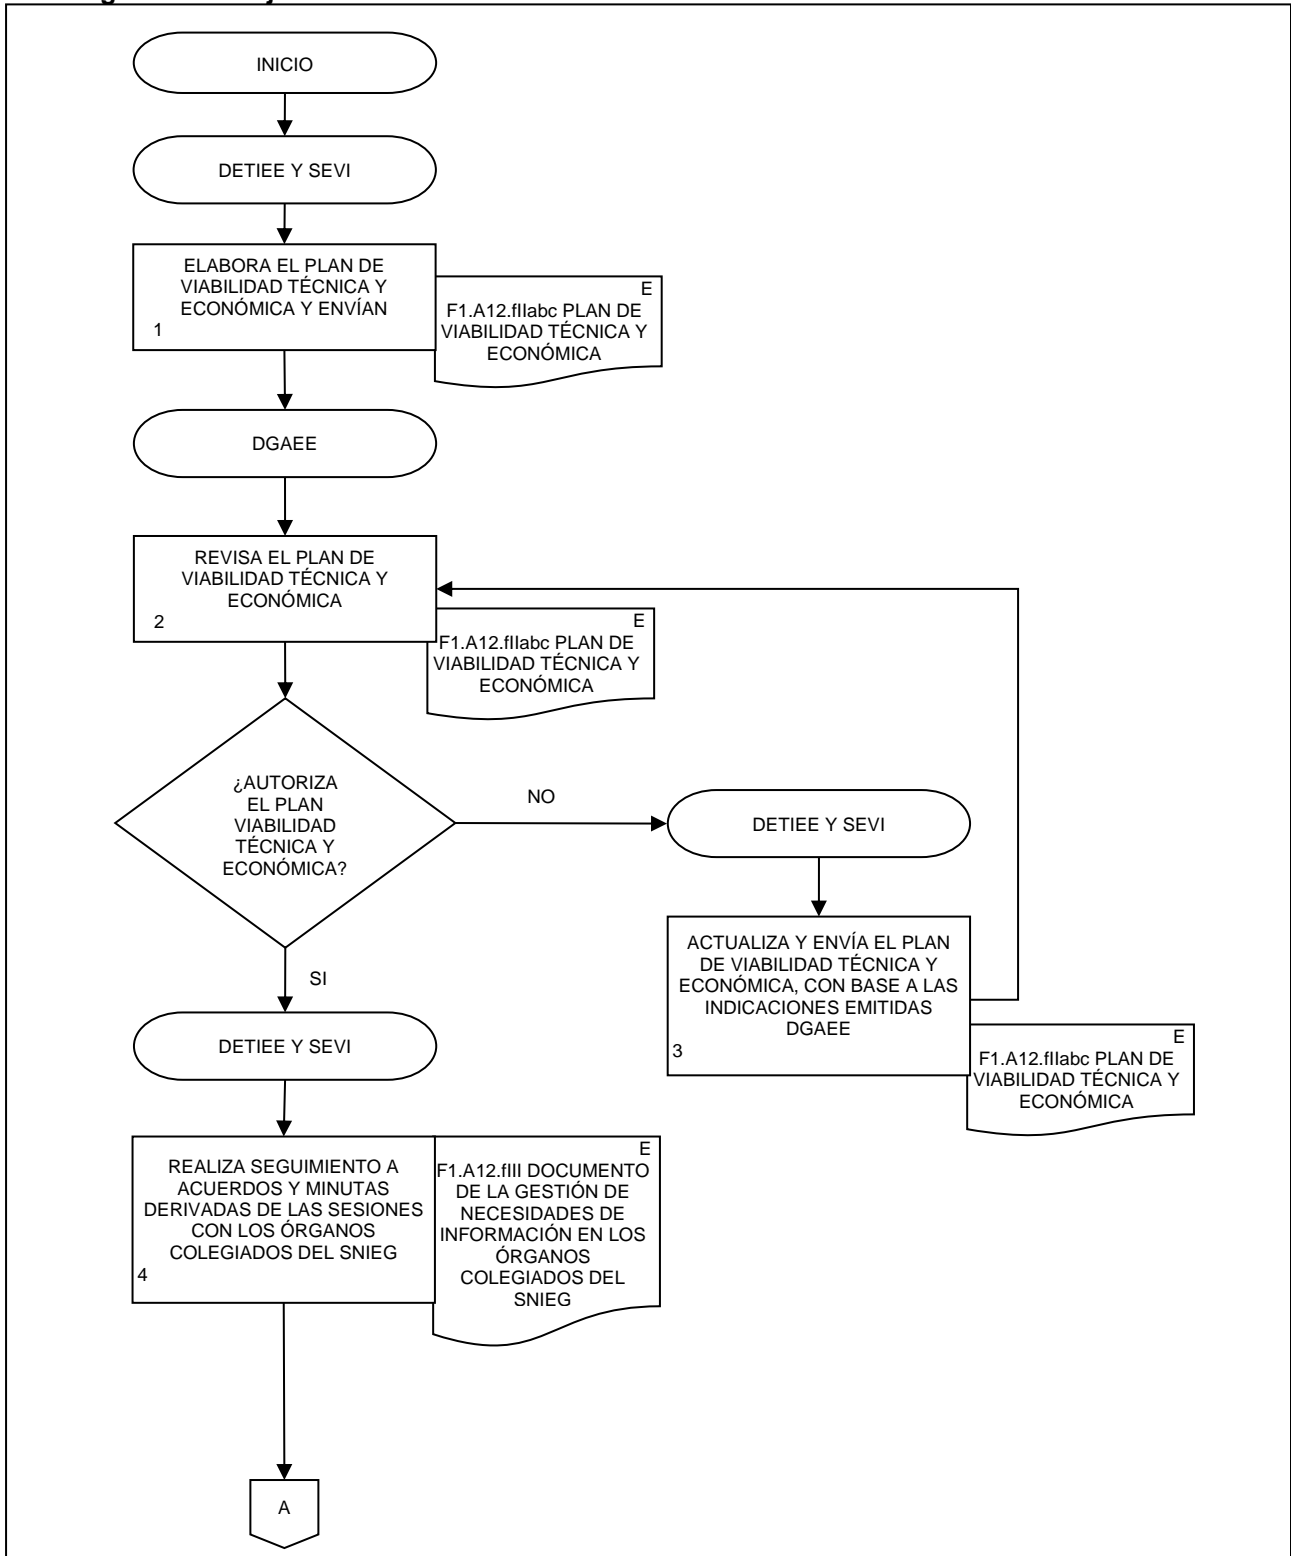 INICIO
DETIEE Y SEVI
ELABORA EL PLAN DE
VIABILIDAD TÉCNICA Y
ECONÓMICA Y ENVÍAN
1
E
F1.A12.fIIabc PLAN DE
VIABILIDAD TÉCNICA Y
ECONÓMICA
DGAEE
REVISA EL PLAN DE
VIABILIDAD TÉCNICA Y
ECONÓMICA
2
E
F1.A12.fIIabc PLAN DE
VIABILIDAD TÉCNICA Y
ECONÓMICA
¿AUTORIZA
EL PLAN
VIABILIDAD
TÉCNICA Y
ECONÓMICA?
NO
DETIEE Y SEVI
ACTUALIZA Y ENVÍA EL PLAN
DE VIABILIDAD TÉCNICA Y
ECONÓMICA, CON BASE A LAS
INDICACIONES EMITIDAS
DGAEE
3
E
F1.A12.fIIabc PLAN DE
VIABILIDAD TÉCNICA Y
ECONÓMICA
SI
DETIEE Y SEVI
REALIZA SEGUIMIENTO A
ACUERDOS Y MINUTAS
DERIVADAS DE LAS SESIONES
CON LOS ÓRGANOS
COLEGIADOS DEL SNIEG
4
E
F1.A12.fIII DOCUMENTO
DE LA GESTIÓN DE
NECESIDADES DE
INFORMACIÓN EN LOS
ÓRGANOS
COLEGIADOS DEL
SNIEG
A